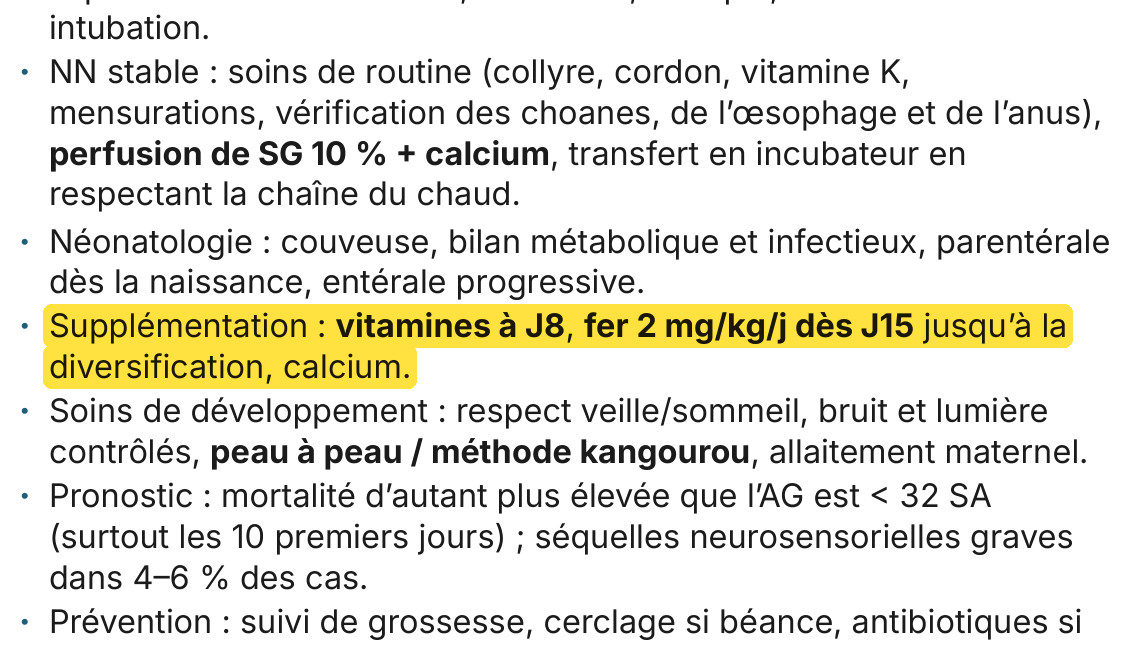 intubation.
• NN stable : soins de routine (collyre, cordon, vitamine K,
mensurations, vérification des choanes, de l’œsophage et de l’anus),
perfusion de SG 10 % + calcium, transfert en incubateur en
respectant la chaîne du chaud.
• Néonatologie : couveuse, bilan métabolique et infectieux, parentérale
dès la naissance, entérale progressive.
• Supplémentation : vitamines à J8, fer 2 mg/kg/j dès J15 jusqu’à la
diversification, calcium.
• Soins de développement : respect veille/sommeil, bruit et lumière
contrôlés, peau à peau / méthode kangourou, allaitement maternel.
• Pronostic : mortalité d’autant plus élevée que l’AG est < 32 SA
(surtout les 10 premiers jours) ; séquelles neurosensorielles graves
dans 4–6 % des cas.
• Prévention : suivi de grossesse, cerclage si béance, antibiotiques si